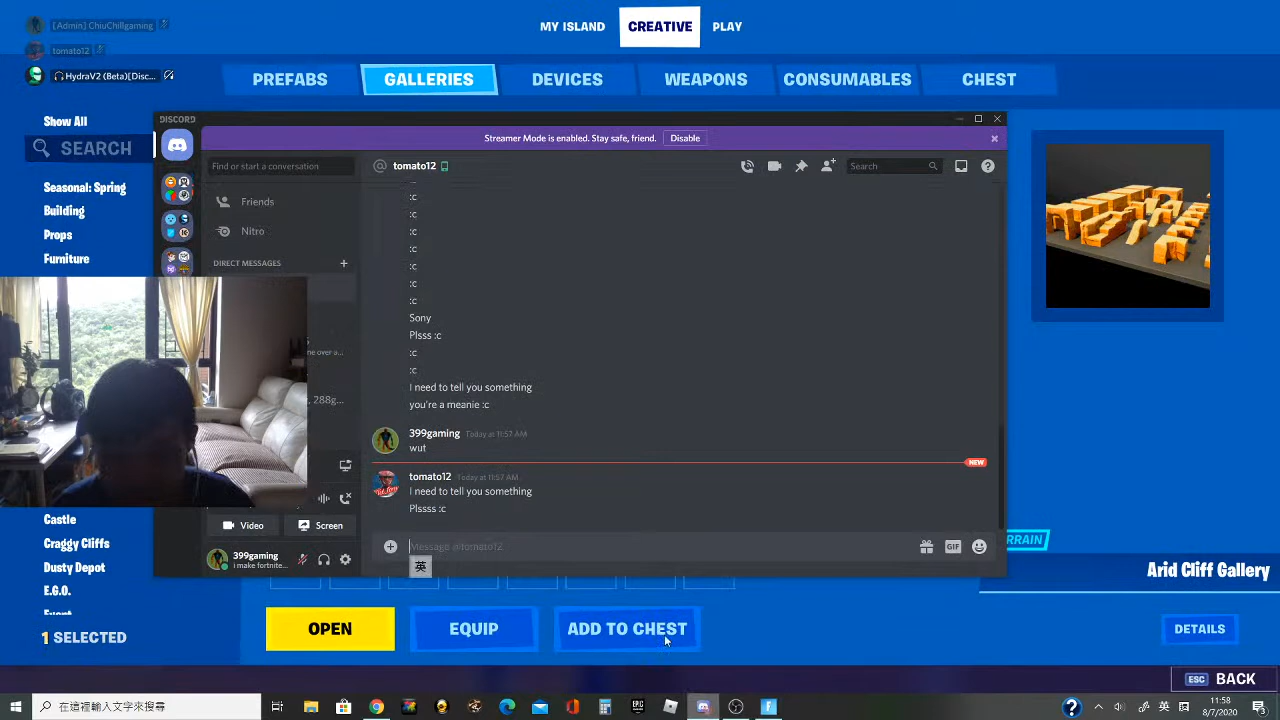 [Admin] ChiuChillgaming
tomato12
HydraV2 (Beta)[Disc...
MY ISLAND
CREATIVE
PLAY
PREFABS
GALLERIES
DEVICES
WEAPONS
CONSUMABLES
CHEST
Show All
SEARCH
Seasonal: Spring
Building
Props
Furniture
DISCORD
Streamer Mode is enabled. Stay safe, friend.
Disable
Find or start a conversation
@ tomato12
Search
Friends
Nitro
DIRECT MESSAGES
me over a...
, 288g...
:c
:c
:c
:c
:c
:c
:c
Sony
Plsss :c
:c
:c
I need to tell you something
you're a meanie :c
399gaming Today at 11:57 AM
wut
NEW
tomato12 Today at 11:57 AM
I need to tell you something
Plssss :c
Video
Screen
399gaming
i make fortnite...
Message @tomato12
GIF
英
RRAIN
Castle
Craggy Cliffs
Dusty Depot
E.G.O.
Event
1 SELECTED
OPEN
EQUIP
ADD TO CHEST
Arid Cliff Gallery
DETAILS
ESC BACK
在這裡輸入文字來搜尋
EPIC
英
11:58
8/7/2020